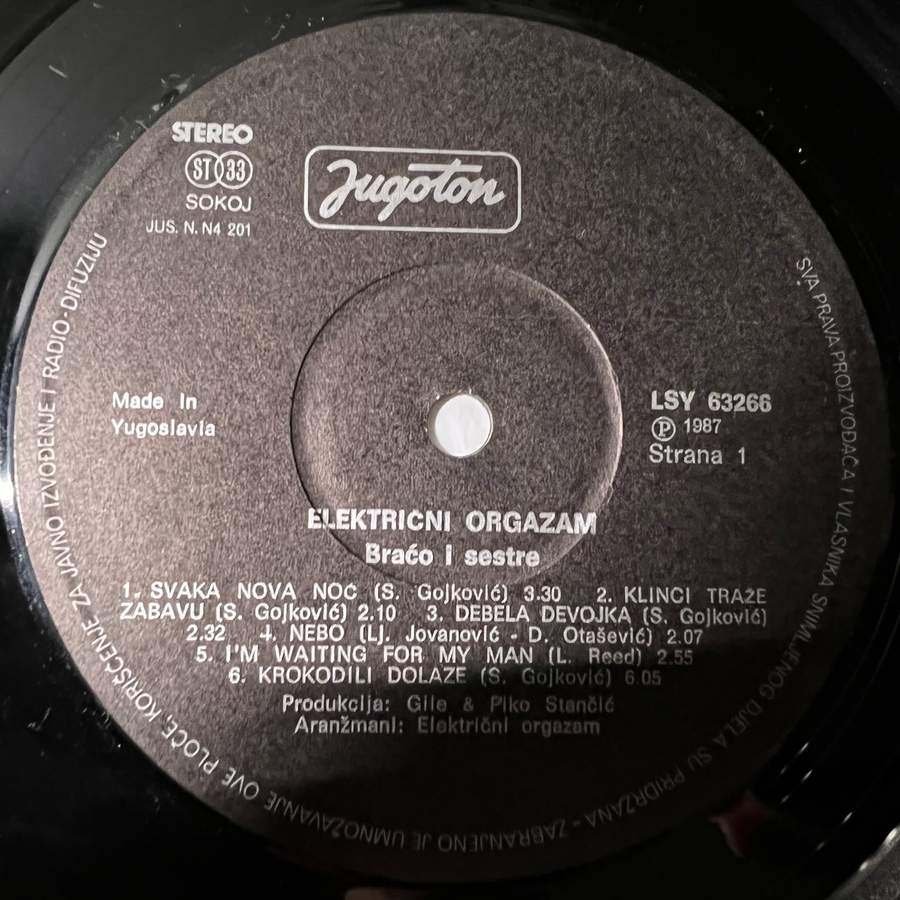 STEREO
ST 33
SOKOJ
JUS. N. N4 201
Jugoton
Made In
Yugoslavia
LSY 63266
Ⓟ 1987
Strana 1
ELEKTRIČNI ORGAZAM
Braćo i sestre
1. SVAKA NOVA NOĆ (S. Gojković) 3.30 2. KLINCI TRAŽE
ZABAVU (S. Gojković) 2.10 3. DEBELA DEVOJKA (S. Gojković)
2.32 4. NEBO (LJ. Jovanović - D. Otašević) 2.07
5. I'M WAITING FOR MY MAN (L. Reed) 2.55
6. KROKODILI DOLAZE (S. Gojković) 6.05
Produkcija: Gile & Piko Stančić
Aranžmani: Električni orgazam
SVA PRAVA PROIZVOĐAČA I VLASNIKA SNIMLJENOG DJELA SU PRIDRŽANA - ZABRANJENO JE UMNOŽAVANJE OVE PLOČE, KORIŠĆENJE ZA JAVNO IZVOĐENJE I RADIO-DIFUZIJU